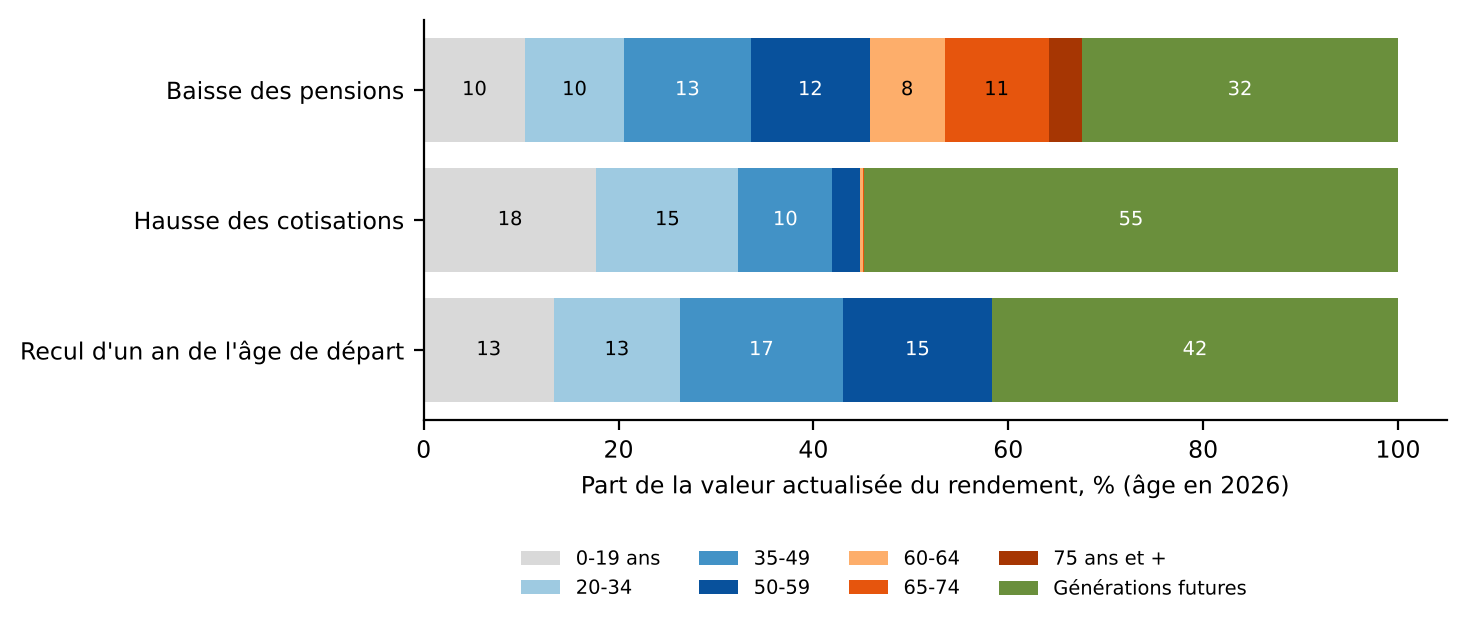 Baisse des pensions
10 10 13 12 8 11 32
Hausse des cotisations
18 15 10 55
Recul d'un an de l'âge de départ
13 13 17 15 42
0 20 40 60 80 100
Part de la valeur actualisée du rendement, % (âge en 2026)
0-19 ans 35-49 60-64 75 ans et +
20-34 50-59 65-74 Générations futures